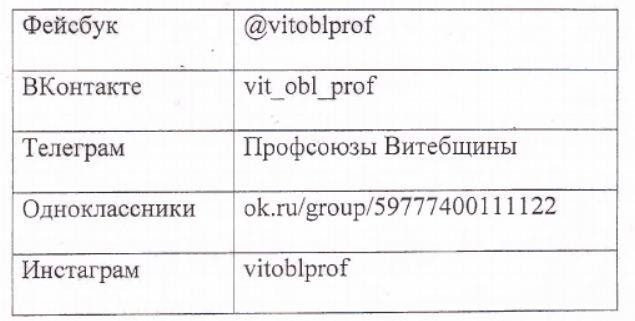 Фейсбук @vitoblprof
ВКонтакте vit_obl_prof
Телеграм Профсоюзы Витебщины
Одноклассники ok.ru/group/59777400111122
Инстаграм vitoblprof